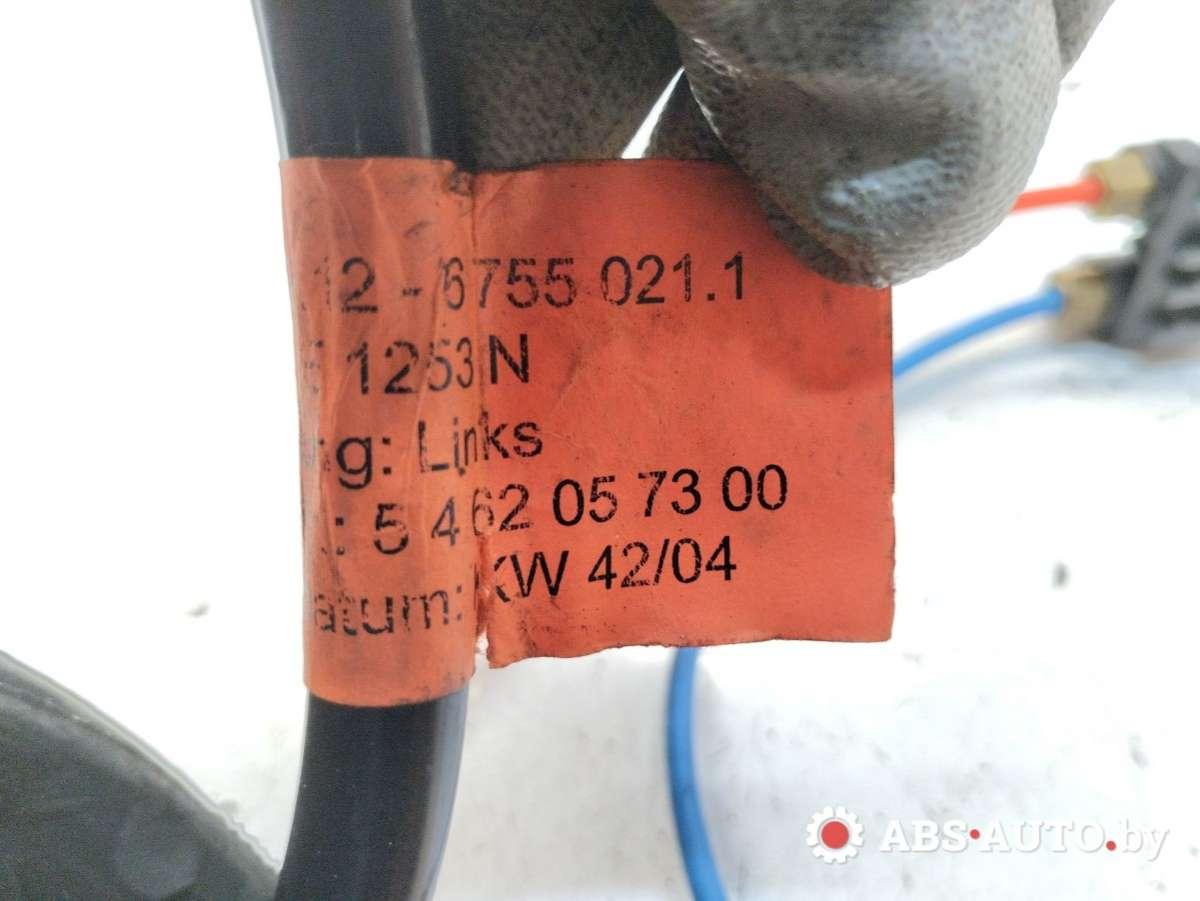 12 - 6755 021.1
1253 N
Links
: 5 462 05 73 00
atum: KW 42/04
ABS-AUTO.by